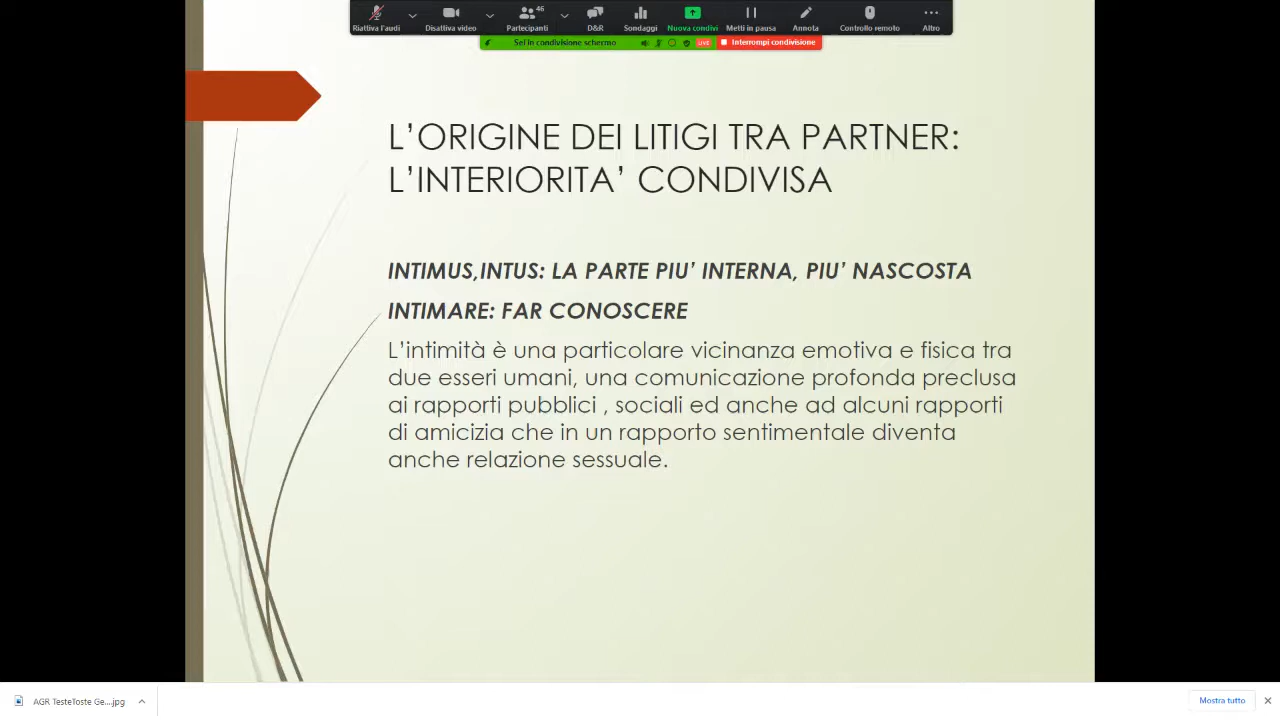 46
Riattiva l'audi
Disattiva video
Partecipanti
D&R
Sondaggi
Nuova condivi
Metti in pausa
Annota
Controllo remoto
Altro
Sei in condivisione schermo
LIVE
Interrompi condivisione
L’ORIGINE DEI LITIGI TRA PARTNER:
L’INTERIORITA’ CONDIVISA
INTIMUS,INTUS: LA PARTE PIU’ INTERNA, PIU’ NASCOSTA
INTIMARE: FAR CONOSCERE
L’intimità è una particolare vicinanza emotiva e fisica tra
due esseri umani, una comunicazione profonda preclusa
ai rapporti pubblici , sociali ed anche ad alcuni rapporti
di amicizia che in un rapporto sentimentale diventa
anche relazione sessuale.
AGR TesteToste Ge....jpg
Mostra tutto